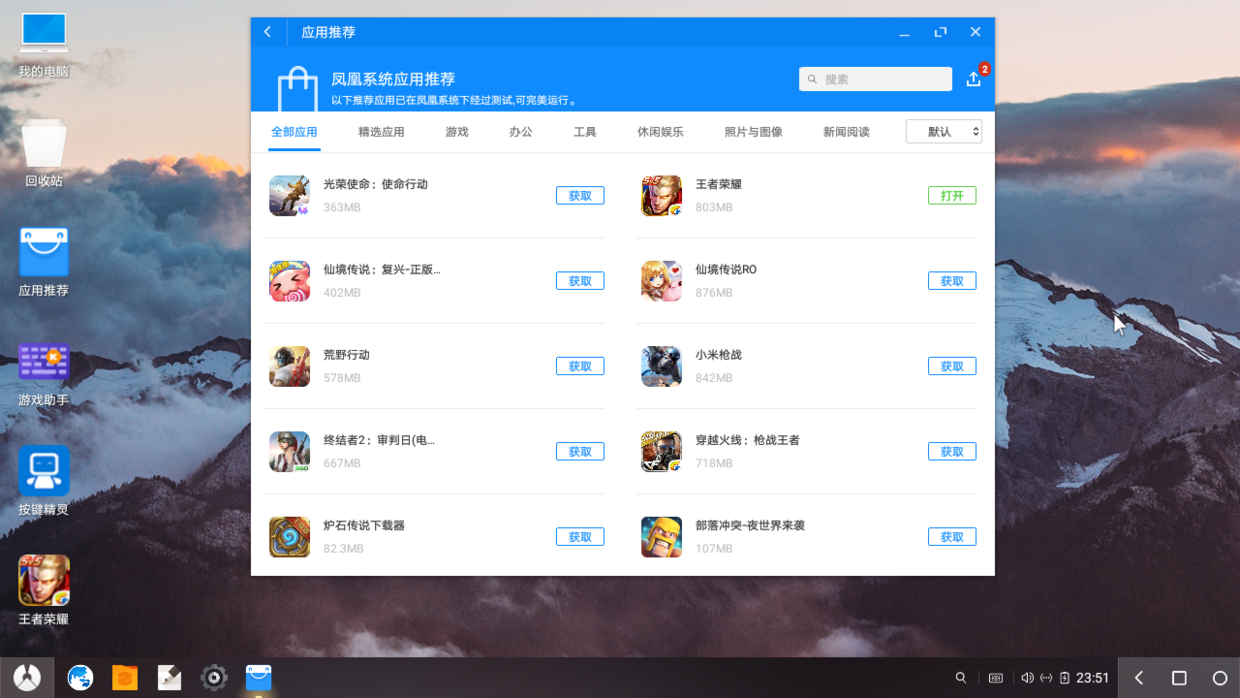 我的电脑
回收站
应用推荐
游戏助手
按键精灵
王者荣耀
应用推荐
凤凰系统应用推荐
以下推荐应用已在凤凰系统下经过测试,可完美运行。
搜索
2
全部应用 精选应用 游戏 办公 工具 休闲娱乐 照片与图像 新闻阅读 默认
光荣使命：使命行动
363MB
获取
王者荣耀
803MB
打开
仙境传说：复兴-正版...
402MB
获取
仙境传说RO
876MB
获取
荒野行动
578MB
获取
小米枪战
842MB
获取
终结者2：审判日(电...
667MB
获取
穿越火线：枪战王者
718MB
获取
炉石传说下载器
82.3MB
获取
部落冲突-夜世界来袭
107MB
获取
23:51